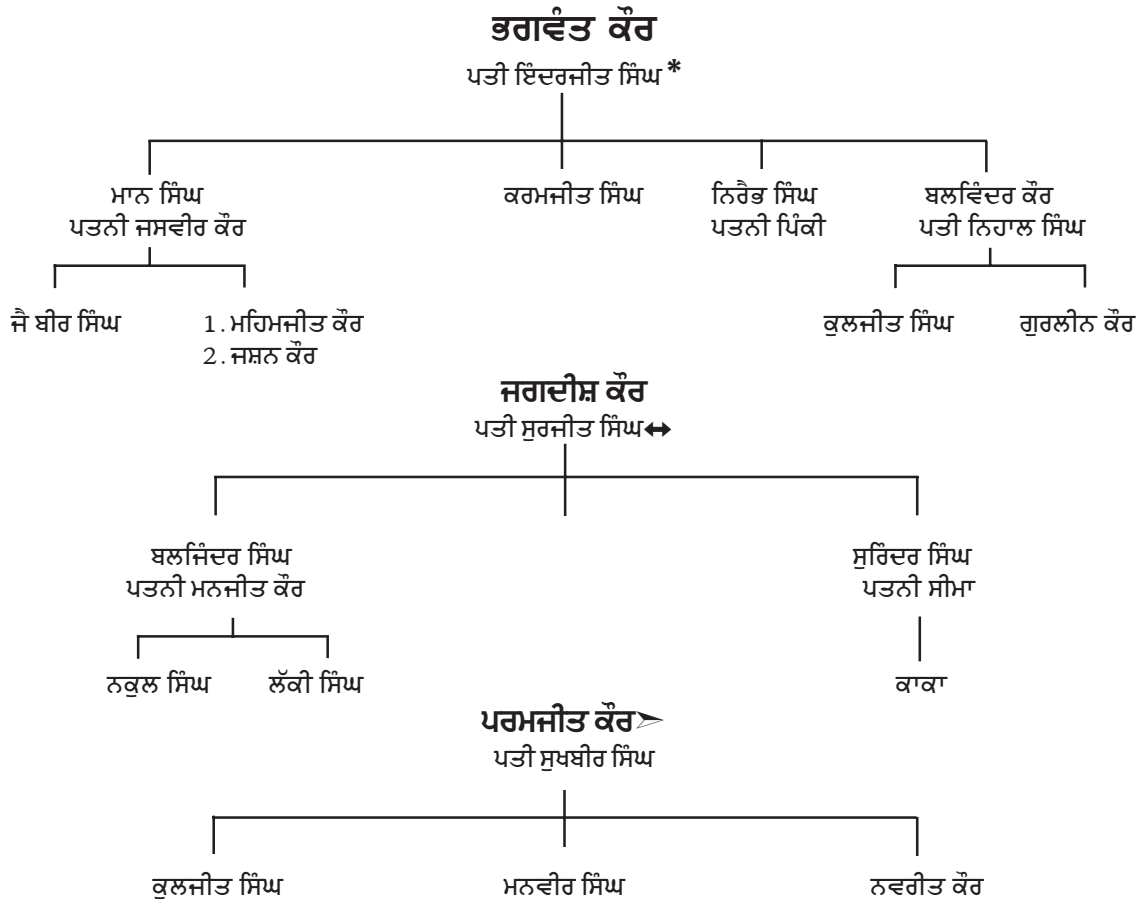 ਭਗਵੰਤ ਕੌਰ
ਪਤੀ ਇੰਦਰਜੀਤ ਸਿੰਘ*
ਮਾਨ ਸਿੰਘ
ਪਤਨੀ ਜਸਵੀਰ ਕੌਰ
ਕਰਮਜੀਤ ਸਿੰਘ
ਨਿਰੈਭ ਸਿੰਘ
ਪਤਨੀ ਪਿੰਕੀ
ਬਲਵਿੰਦਰ ਕੌਰ
ਪਤੀ ਨਿਹਾਲ ਸਿੰਘ
ਜੈ ਬੀਰ ਸਿੰਘ
1. ਮਹਿਮਜੀਤ ਕੌਰ
2. ਜਸ਼ਨ ਕੌਰ
ਕੁਲਜੀਤ ਸਿੰਘ
ਗੁਰਲੀਨ ਕੌਰ
ਜਗਦੀਸ਼ ਕੌਰ
ਪਤੀ ਸੁਰਜੀਤ ਸਿੰਘ↔
ਬਲਜਿੰਦਰ ਸਿੰਘ
ਪਤਨੀ ਮਨਜੀਤ ਕੌਰ
ਸੁਰਿੰਦਰ ਸਿੰਘ
ਪਤਨੀ ਸੀਮਾ
ਨਕੁਲ ਸਿੰਘ
ਲੱਕੀ ਸਿੰਘ
ਕਾਕਾ
ਪਰਮਜੀਤ ਕੌਰ➢
ਪਤੀ ਸੁਖਬੀਰ ਸਿੰਘ
ਕੁਲਜੀਤ ਸਿੰਘ
ਮਨਵੀਰ ਸਿੰਘ
ਨਵਰੀਤ ਕੌਰ